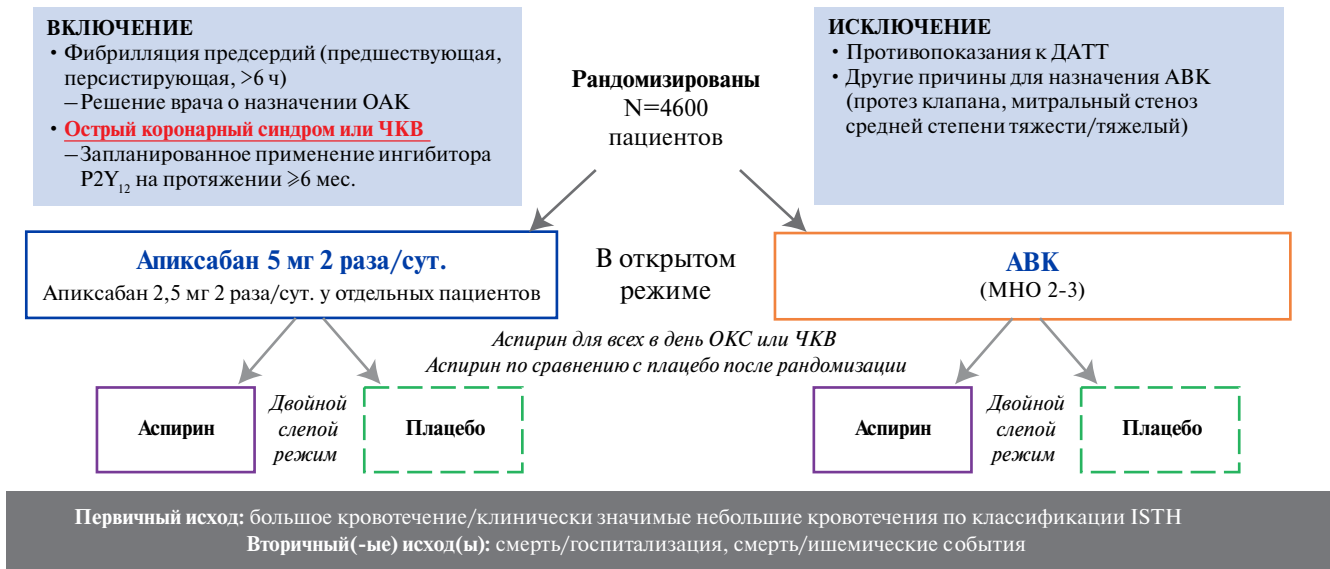 ВКЛЮЧЕНИЕ
• Фибрилляция предсердий (предшествующая,
персистирующая, >6 ч)
–Решение врача о назначении ОАК
• Острый коронарный синдром или ЧКВ
–Запланированное применение ингибитора
P2Y₁₂ на протяжении ⩾6 мес.
Рандомизированы
N=4600
пациентов
ИСКЛЮЧЕНИЕ
• Противопоказания к ДАТТ
• Другие причины для назначения АВК
(протез клапана, митральный стеноз
средней степени тяжести/тяжелый)
Апиксабан 5 мг 2 раза/сут.
Апиксабан 2,5 мг 2 раза/сут. у отдельных пациентов
В открытом
режиме
АВК
(МНО 2-3)
Аспирин для всех в день ОКС или ЧКВ
Аспирин по сравнению с плацебо после рандомизации
Аспирин
Двойной
слепой
режим
Плацебо
Аспирин
Двойной
слепой
режим
Плацебо
Первичный исход: большое кровотечение/клинически значимые небольшие кровотечения по классификации ISTH
Вторичный(-ые) исход(ы): смерть/госпитализация, смерть/ишемические события